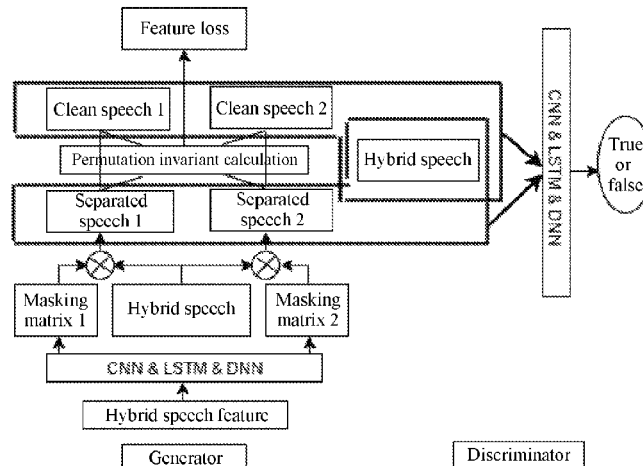 Feature loss
Clean speech 1
Clean speech 2
Permutation invariant calculation
Hybrid speech
Separated
speech 1
Separated
speech 2
Masking
matrix 1
Hybrid speech
Masking
matrix 2
CNN & LSTM & DNN
Hybrid speech feature
Generator
CNN & LSTM & DNN
True
or
false
Discriminator